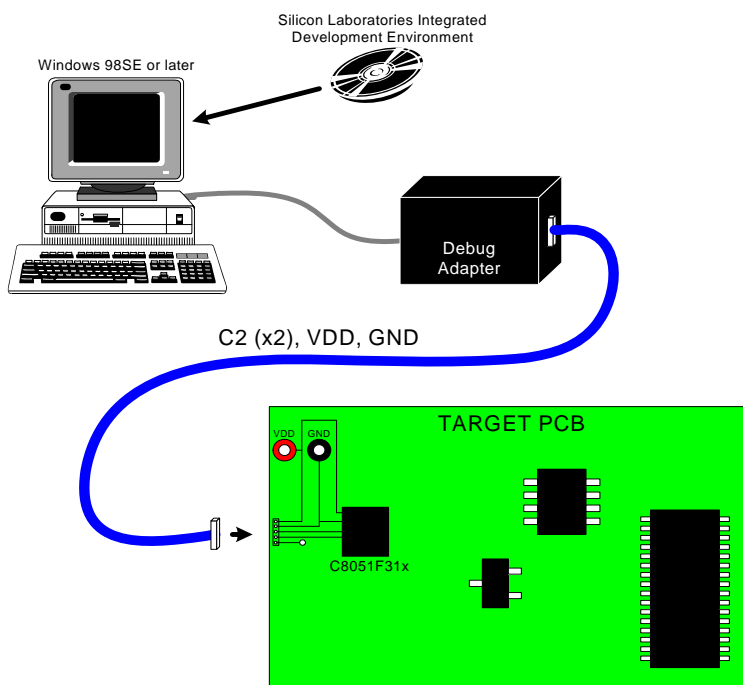 Silicon Laboratories Integrated
Development Environment
Windows 98SE or later
Debug
Adapter
C2 (x2), VDD, GND
TARGET PCB
VDD
GND
C8051F31x